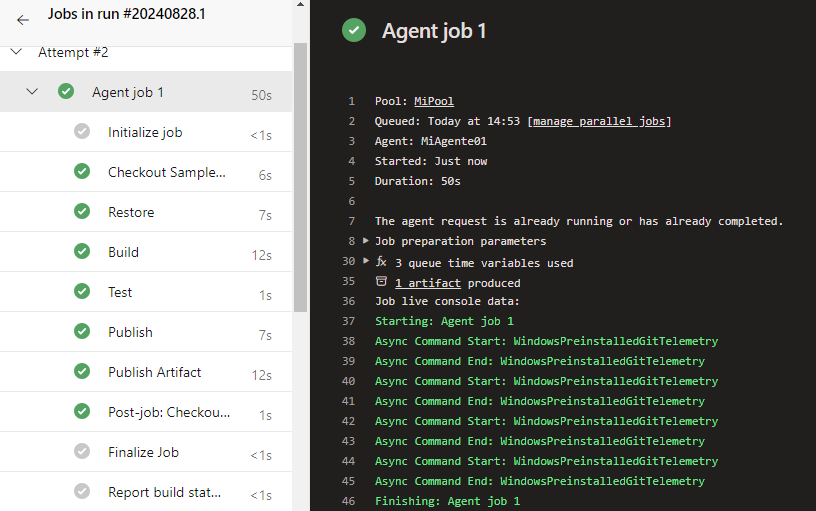 Jobs in run #20240828.1
Attempt #2
Agent job 1 50s
Initialize job <1s
Checkout Sample... 6s
Restore 7s
Build 12s
Test 1s
Publish 7s
Publish Artifact 12s
Post-job: Checkou... 1s
Finalize Job <1s
Report build stat... <1s
Agent job 1
1 Pool: MiPool
2 Queued: Today at 14:53 [manage parallel jobs]
3 Agent: MiAgente01
4 Started: Just now
5 Duration: 50s
6
7 The agent request is already running or has already completed.
8 Job preparation parameters
30 fx 3 queue time variables used
35 1 artifact produced
36 Job live console data:
37 Starting: Agent job 1
38 Async Command Start: WindowsPreinstalledGitTelemetry
39 Async Command End: WindowsPreinstalledGitTelemetry
40 Async Command Start: WindowsPreinstalledGitTelemetry
41 Async Command End: WindowsPreinstalledGitTelemetry
42 Async Command Start: WindowsPreinstalledGitTelemetry
43 Async Command End: WindowsPreinstalledGitTelemetry
44 Async Command Start: WindowsPreinstalledGitTelemetry
45 Async Command End: WindowsPreinstalledGitTelemetry
46 Finishing: Agent job 1